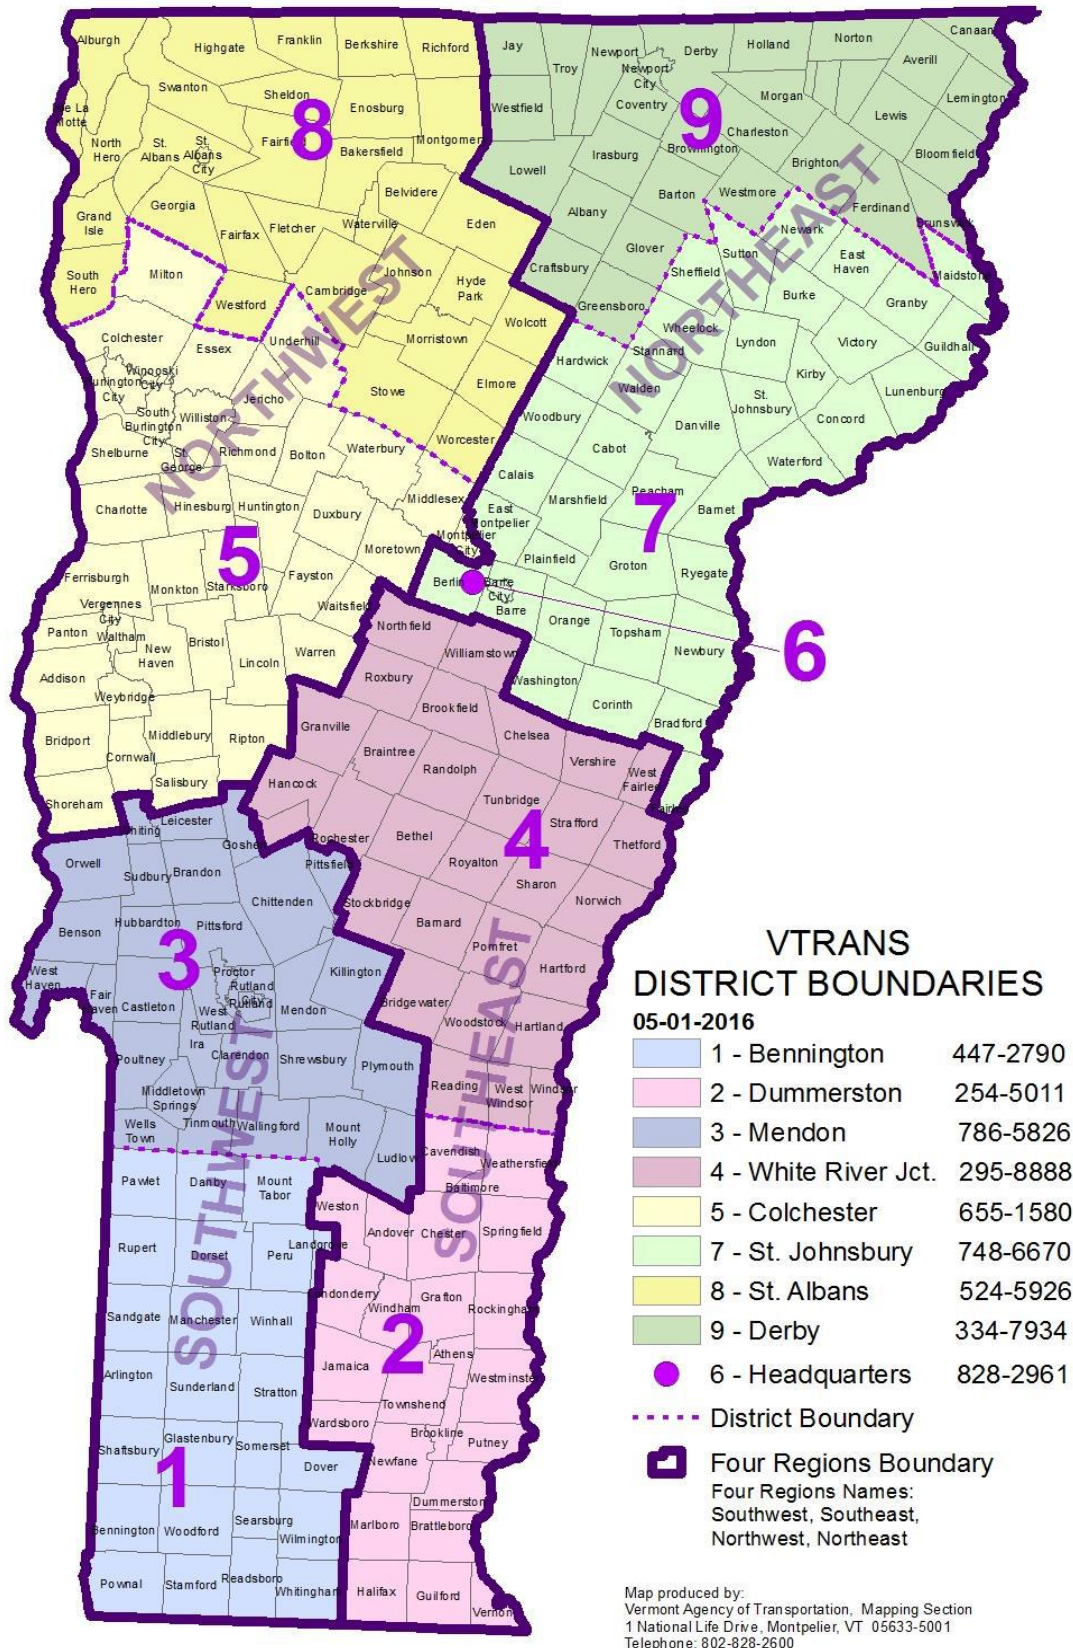 Alburgh
Highgate
Franklin
Berkshire
Richford
Swanton
Sheldon
Enosburg
8
North
Hero
St.
Albans
St.
Albans
City
Bakersfield
Belvidere
Georgia
Grand
Isle
Fairfax
Fletcher
Waterville
Eden
South
Hero
Milton
Westford
Cambridge
Johnson
Hyde
Park
Wolcott
Morristown
Stowe
Elmore
Worcester
NORTHWEST
Jay
Troy
Newport
Newport
City
Derby
Holland
Norton
Canaan
Averill
Westfield
Coventry
Morgan
Lewis
Lemington
9
Charleston
Brownington
Irasburg
Lowell
Brighton
Bloomfield
Barton
Westmore
Ferdinand
Albany
Glover
Craftsbury
Greensboro
NORTHEAST
Newark
Sutton
East
Haven
Maidstone
Sheffield
Burke
Granby
Wheelock
Lyndon
Victory
Guildhall
Stannard
Hardwick
Walden
Kirby
Lunenburg
St.
Johnsbury
Concord
Woodbury
Danville
Cabot
Waterford
Calais
Marshfield
Peacham
Barnet
East
Montpelier
7
Plainfield
Groton
Ryegate
Berlin
Barre
City
Barre
Orange
Topsham
Newbury
6
Washington
Corinth
Bradford
Colchester
Essex
Underhill
Winooski
City
City
Jericho
South
Burlington
City
Williston
Shelburne
St.
George
Richmond
Bolton
Waterbury
Charlotte
Hinesburg
Huntington
Duxbury
Middlesex
Montpelier
City
Moretown
5
Ferrisburgh
Monkton
Starksboro
Fayston
Waitsfield
Vergennes
City
Panton
Waltham
New
Haven
Bristol
Lincoln
Warren
Addison
Weybridge
Bridport
Middlebury
Ripton
Cornwall
Salisbury
Shoreham
Northfield
Williamstown
Roxbury
Brookfield
Granville
Chelsea
Braintree
Vershire
West
Fairlee
Randolph
Hancock
Tunbridge
Strafford
Rochester
Bethel
Thetford
4
Royalton
Sharon
Stockbridge
Norwich
Barnard
Pomfret
Hartford
Bridgewater
Woodstock
Hartland
Reading
West
Windsor
Windsor
SOUTHEAST
Leicester
Goshen
Orwell
Sudbury
Brandon
Pittsfield
Chittenden
Hubbardton
Pittsford
Benson
3
West
Haven
Proctor
Killington
Rutland
City
Fair
Haven
Castleton
West
Rutland
Rutland
Mendon
Ira
Poultney
Clarendon
Shrewsbury
Plymouth
Middletown
Springs
Wells
Town
Tinmouth
Wallingford
Mount
Holly
Ludlow
SOUTHWEST
Pawlet
Danby
Mount
Tabor
Rupert
Dorset
Peru
Landgrove
Sandgate
Manchester
Winhall
Arlington
Sunderland
Stratton
Shaftsbury
Glastenbury
Somerset
1
Dover
Bennington
Woodford
Searsburg
Wilmington
Pownal
Stamford
Readsboro
Whitingham
Cavendish
Weathersfield
Baltimore
Weston
Andover
Chester
Springfield
Londonderry
Windham
Grafton
Rockingham
2
Athens
Jamaica
Westminster
Townshend
Wardsboro
Brookline
Putney
Newfane
Dummerston
Marlboro
Brattleboro
Halifax
Guilford
Vernon
VTRANS
DISTRICT BOUNDARIES
05-01-2016
1 - Bennington 447-2790
2 - Dummerston 254-5011
3 - Mendon 786-5826
4 - White River Jct. 295-8888
5 - Colchester 655-1580
7 - St. Johnsbury 748-6670
8 - St. Albans 524-5926
9 - Derby 334-7934
6 - Headquarters 828-2961
District Boundary
Four Regions Boundary
Four Regions Names:
Southwest, Southeast,
Northwest, Northeast
Map produced by:
Vermont Agency of Transportation, Mapping Section
1 National Life Drive, Montpelier, VT 05633-5001
Telephone: 802-828-2600